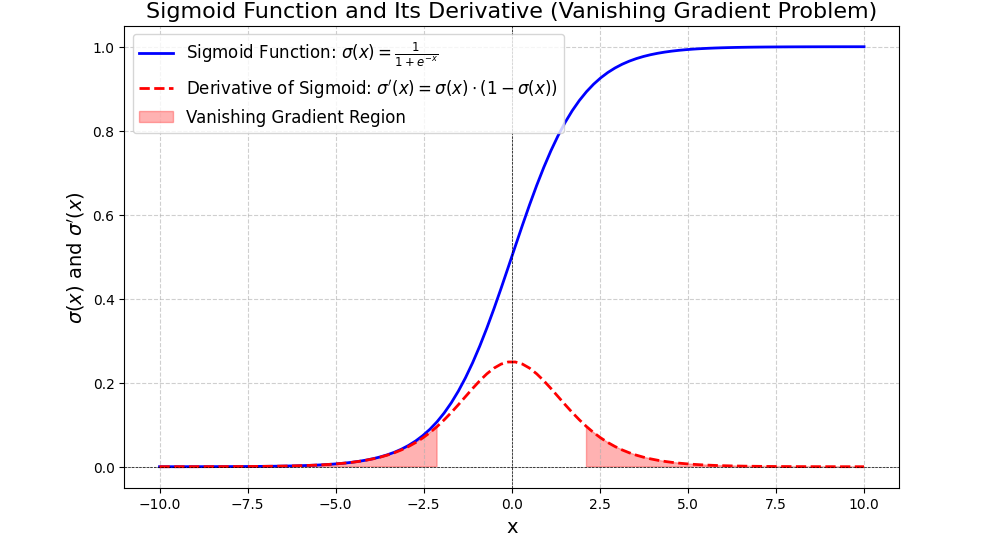 Sigmoid Function and Its Derivative (Vanishing Gradient Problem)
Sigmoid Function: σ(x) = 1/(1 + e^{-x})
Derivative of Sigmoid: σ′(x) = σ(x) · (1 − σ(x))
Vanishing Gradient Region
σ(x) and σ′(x)
1.0
0.8
0.6
0.4
0.2
0.0
−10.0 −7.5 −5.0 −2.5 0.0 2.5 5.0 7.5 10.0
x